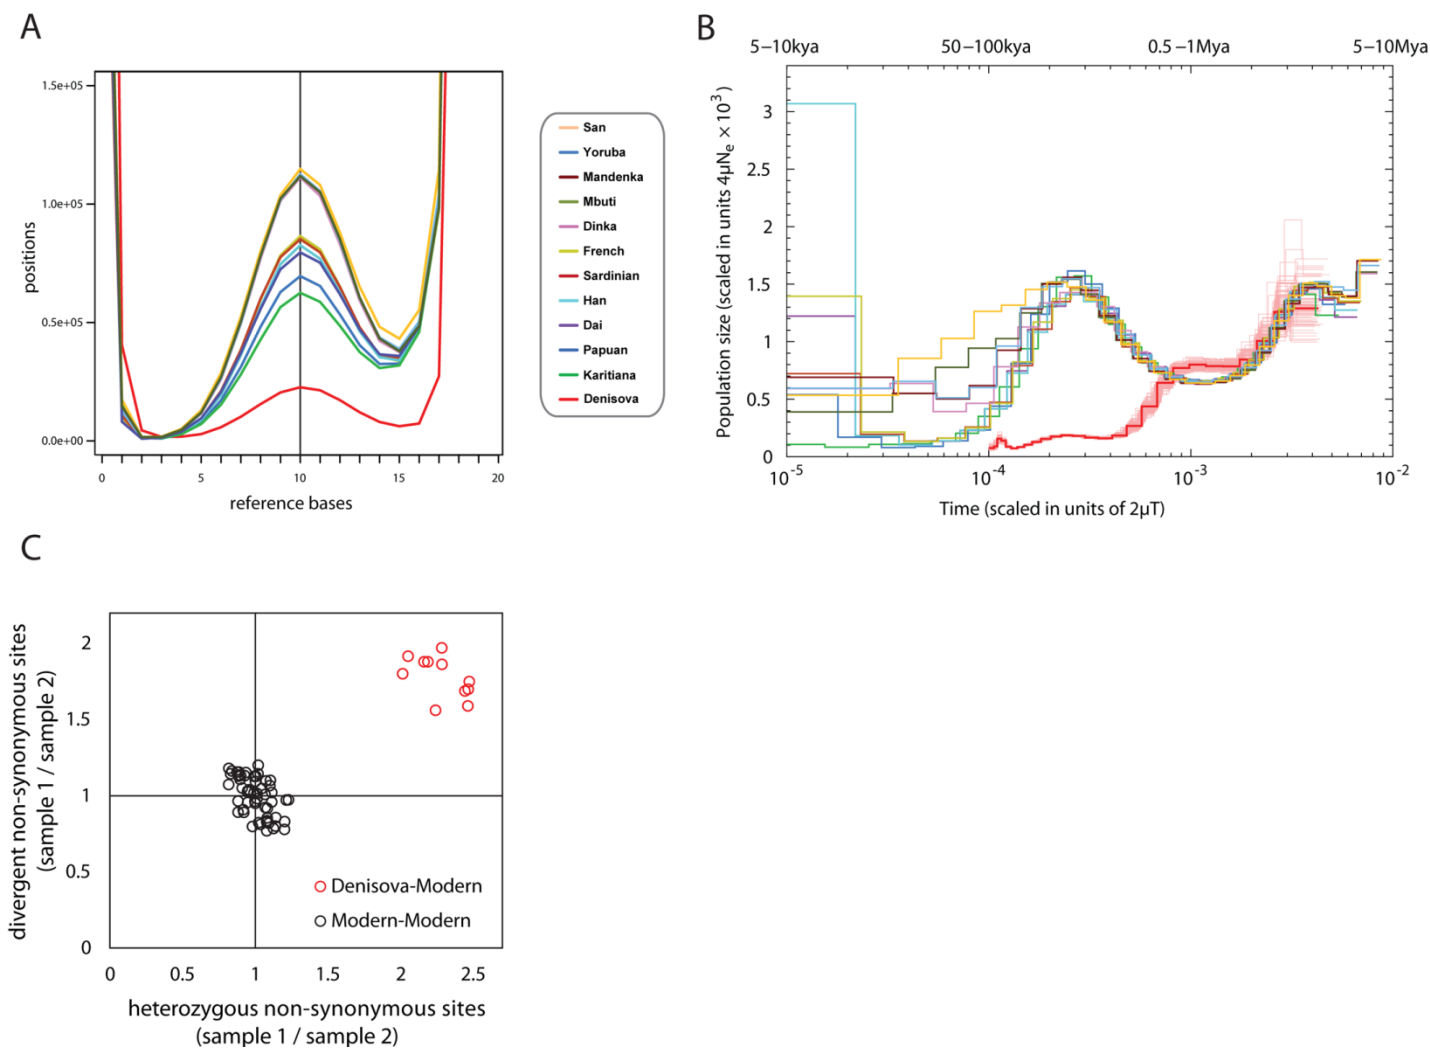 A
positions
1.5e+05
1.0e+05
5.0e+05
0.0e+00
0 5 10 15 20
reference bases
San
Yoruba
Mandenka
Mbuti
Dinka
French
Sardinian
Han
Dai
Papuan
Karitiana
Denisova
B
5–10kya 50–100kya 0.5–1Mya 5–10Mya
Population size (scaled in units 4μNe × 10³)
3
2.5
2
1.5
1
0.5
0
10⁻⁵ 10⁻⁴ 10⁻³ 10⁻²
Time (scaled in units of 2μT)
C
divergent non-synonymous sites
(sample 1 / sample 2)
2
1.5
1
0.5
0
Denisova-Modern
Modern-Modern
0 0.5 1 1.5 2 2.5
heterozygous non-synonymous sites
(sample 1 / sample 2)